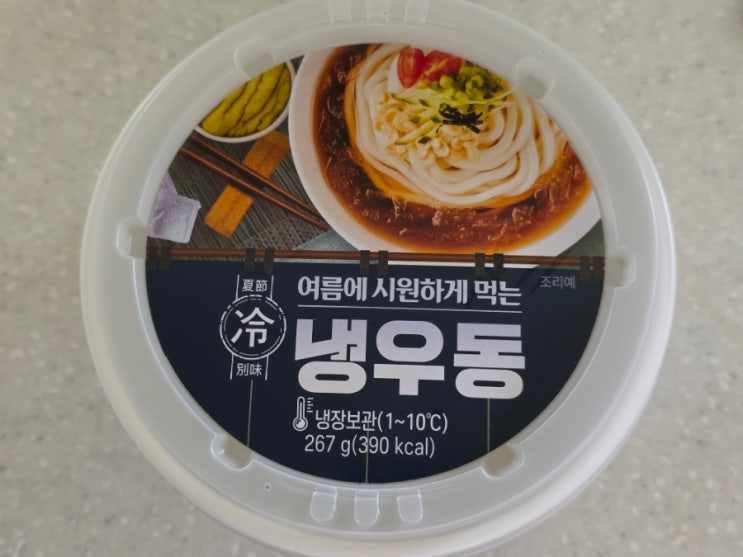 夏節
冷
別味
여름에 시원하게 먹는
조리예
냉우동
냉장보관(1~10℃)
267 g(390 kcal)